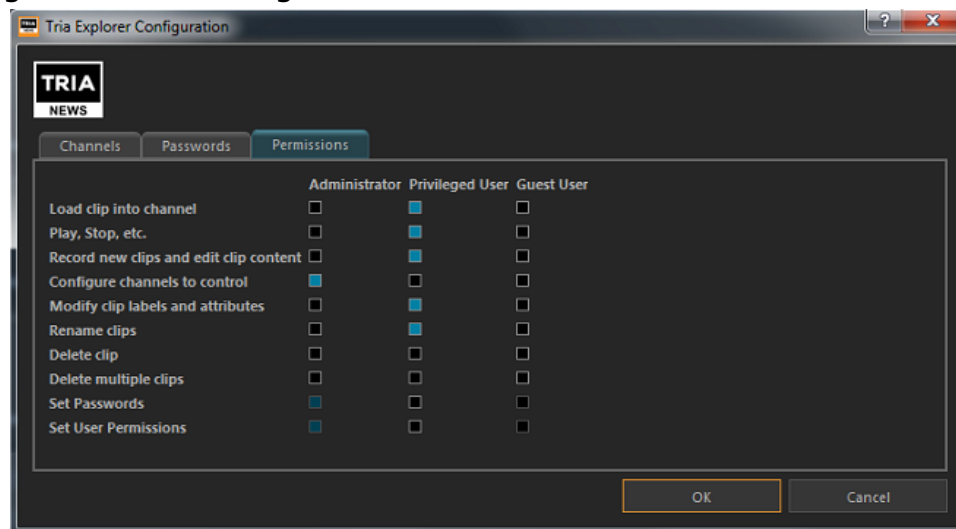 Tria Explorer Configuration
TRIA
NEWS
Channels Passwords Permissions
Administrator Privileged User Guest User
Load clip into channel
Play, Stop, etc.
Record new clips and edit clip content
Configure channels to control
Modify clip labels and attributes
Rename clips
Delete clip
Delete multiple clips
Set Passwords
Set User Permissions
OK Cancel